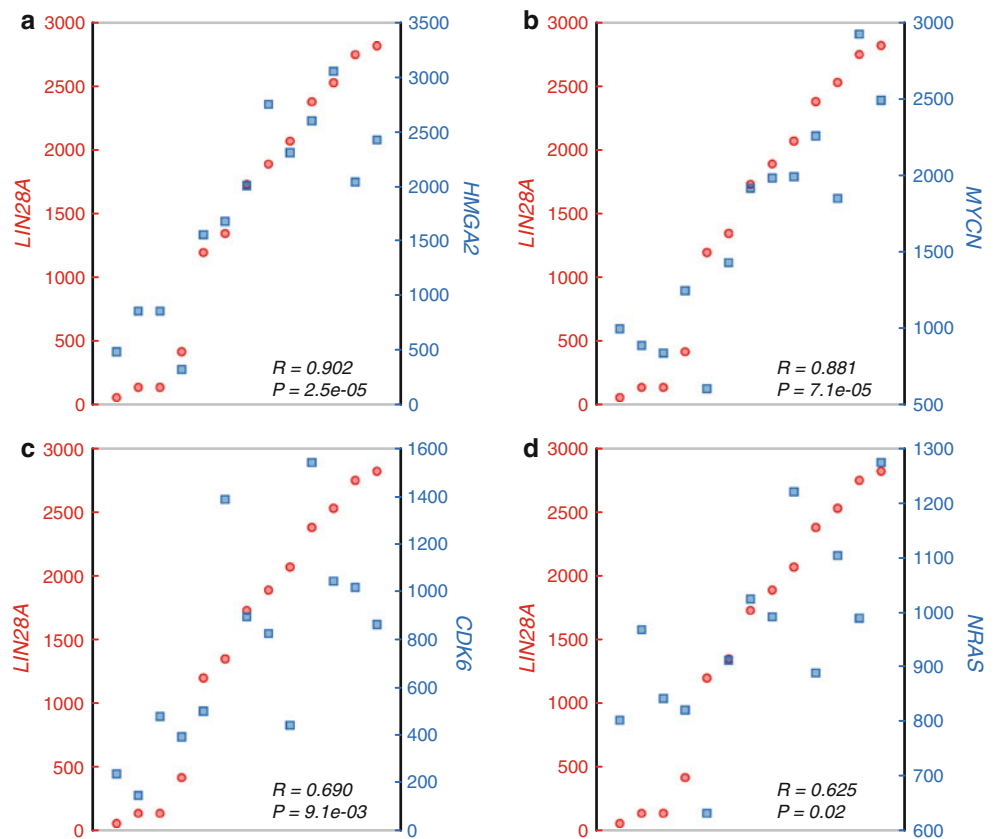 a
3000
2500
2000
1500
1000
500
0
LIN28A
3500
3000
2500
2000
1500
1000
500
0
HMGA2
R = 0.902
P = 2.5e-05
b
3000
2500
2000
1500
1000
500
0
LIN28A
3000
2500
2000
1500
1000
500
MYCN
R = 0.881
P = 7.1e-05
c
3000
2500
2000
1500
1000
500
0
LIN28A
1600
1400
1200
1000
800
600
400
200
0
CDK6
R = 0.690
P = 9.1e-03
d
3000
2500
2000
1500
1000
500
0
LIN28A
1300
1200
1100
1000
900
800
700
600
NRAS
R = 0.625
P = 0.02